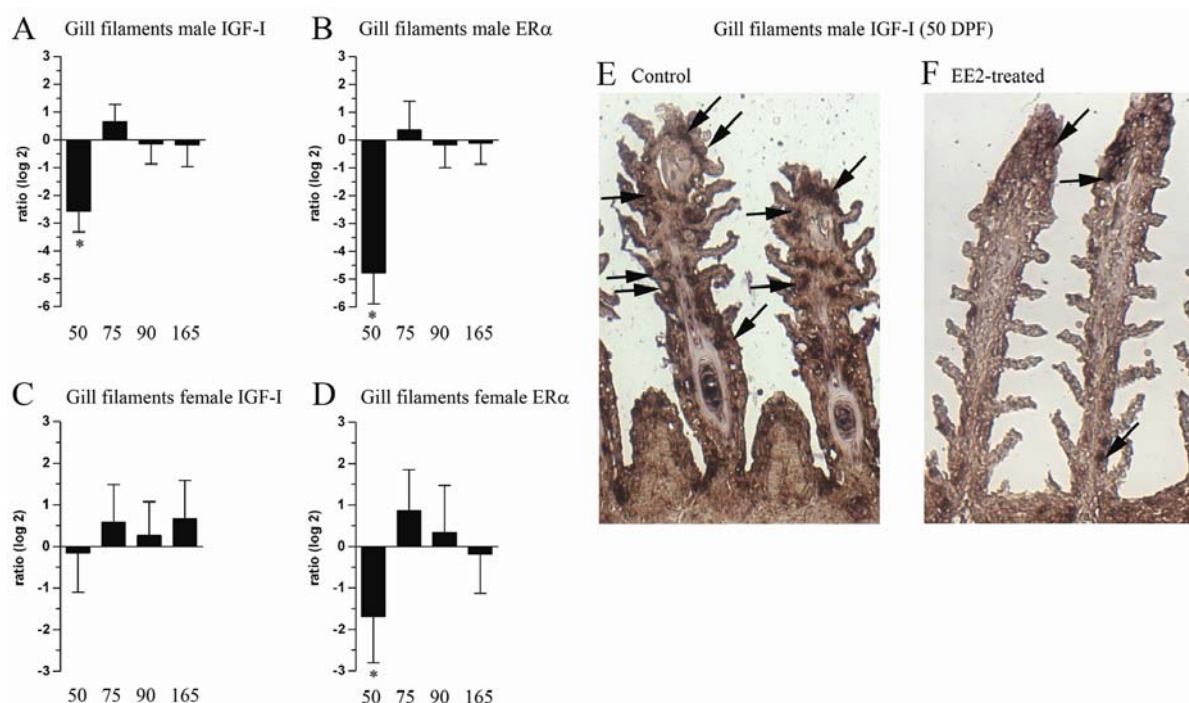 A Gill filaments male IGF-I
ratio (log 2)
3
2
1
0
-1
-2
-3
-4
-5
-6
*
50 75 90 165
B Gill filaments male ERα
ratio (log 2)
3
2
1
0
-1
-2
-3
-4
-5
-6
*
50 75 90 165
C Gill filaments female IGF-I
ratio (log 2)
3
2
1
0
-1
-2
-3
50 75 90 165
D Gill filaments female ERα
ratio (log 2)
3
2
1
0
-1
-2
-3
*
50 75 90 165
Gill filaments male IGF-I (50 DPF)
E Control
F EE2-treated